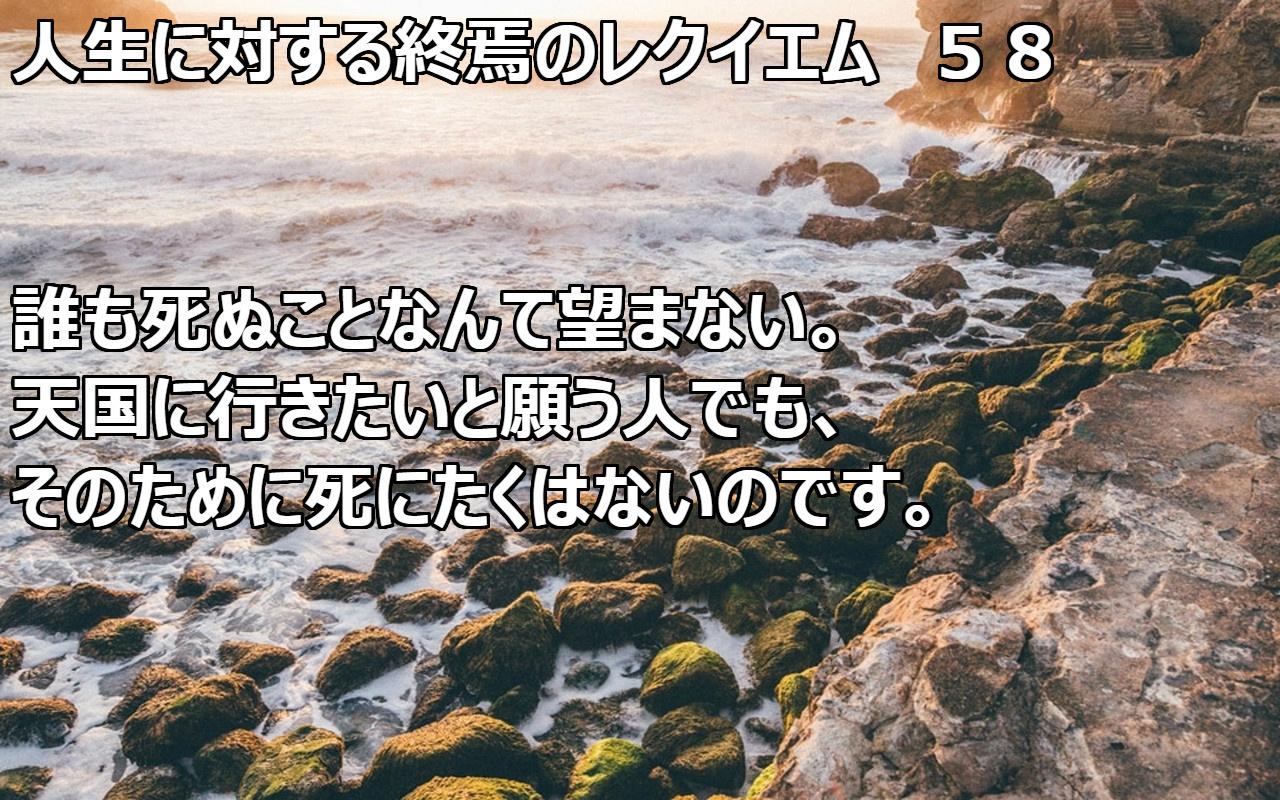 人生に対する終焉のレクイエム　５８
誰も死ぬことなんて望まない。
天国に行きたいと願う人でも、
そのために死にたくはないのです。